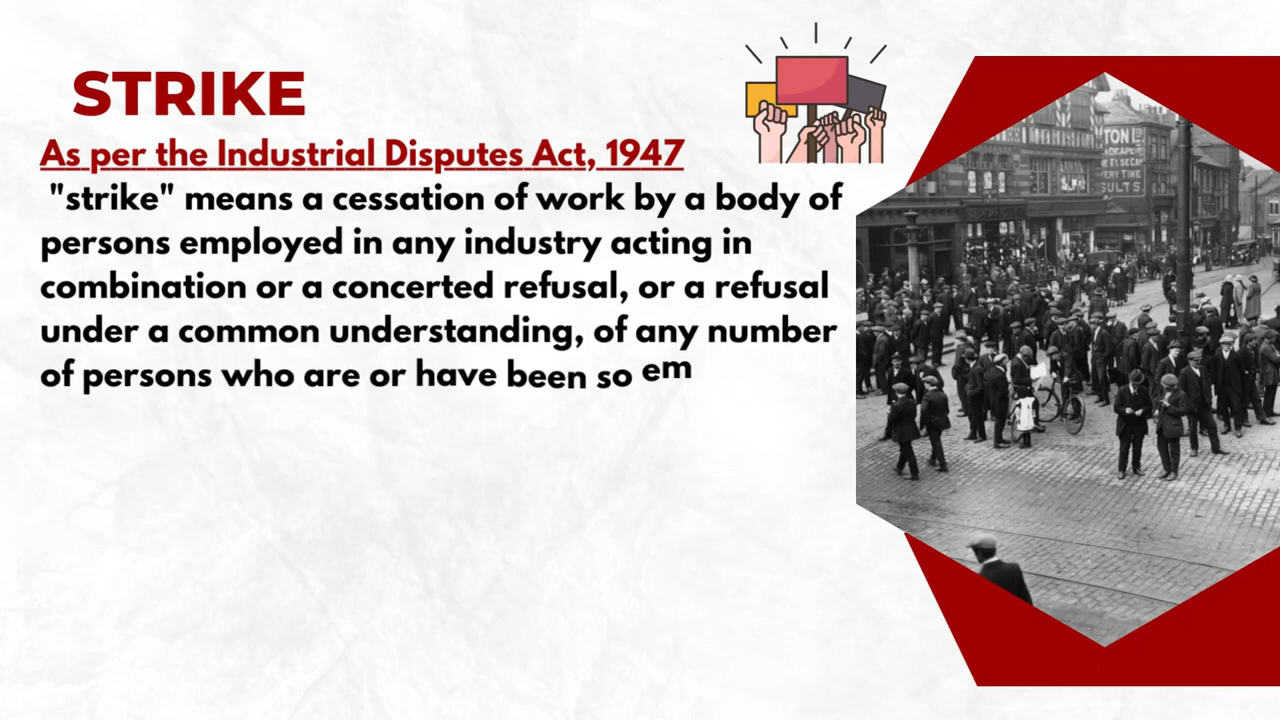 STRIKE
As per the Industrial Disputes Act, 1947
"strike" means a cessation of work by a body of
persons employed in any industry acting in
combination or a concerted refusal, or a refusal
under a common understanding, of any number
of persons who are or have been so em
TON
SULTS